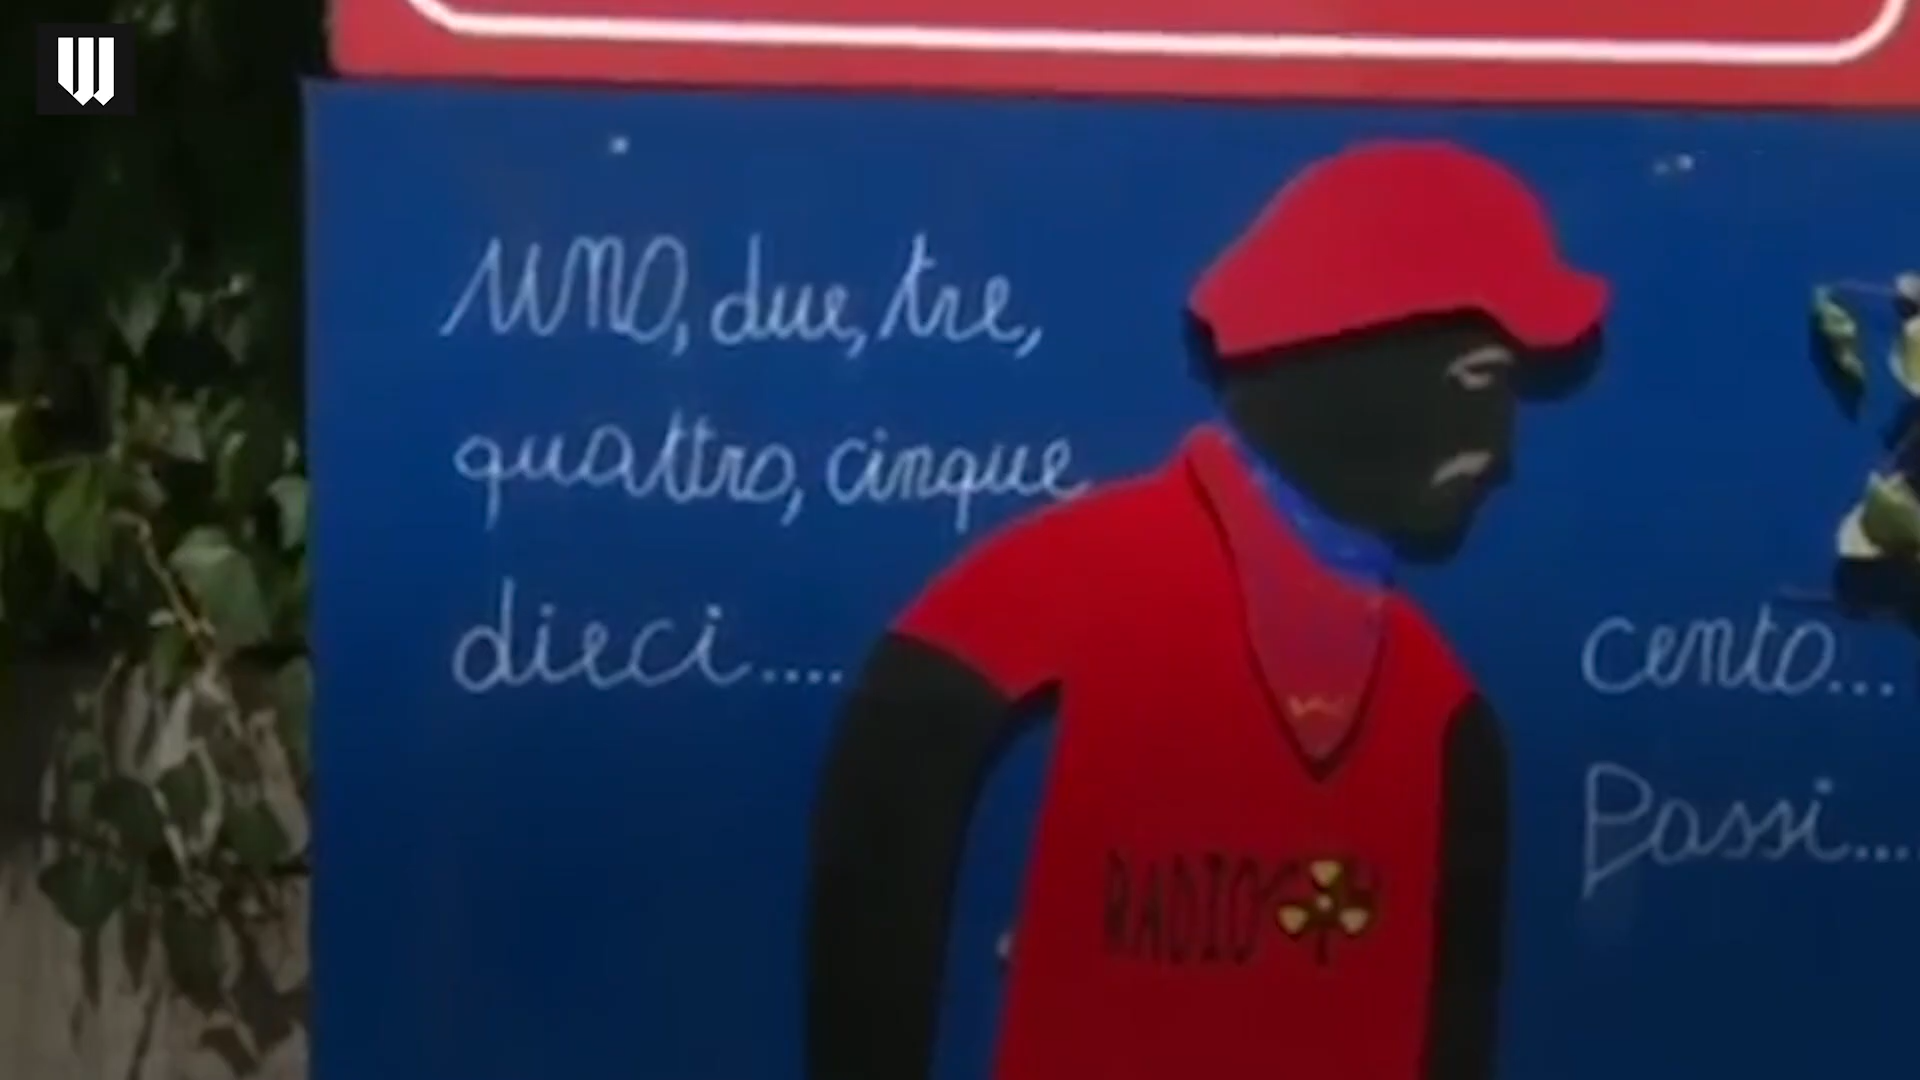 UNO, due, tre,
quattro, cinque
dieci....
cento...
Passi...
RADIO